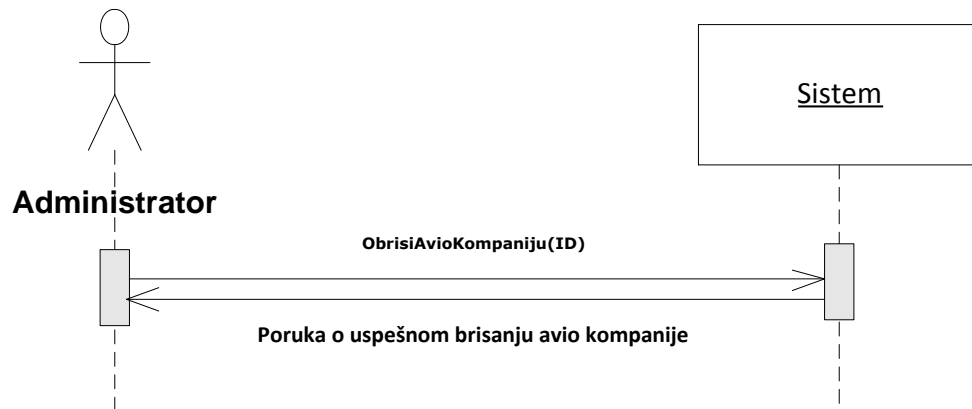 Sistem
Administrator
ObrisiAvioKompaniju(ID)
Poruka o uspešnom brisanju avio kompanije